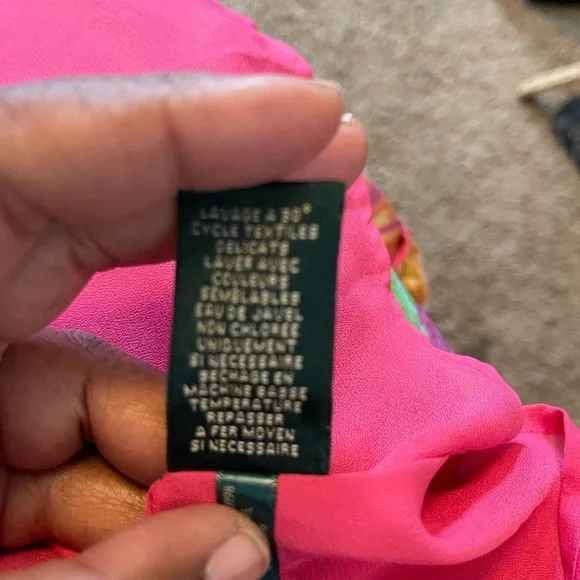 LAVAGE A 30°
CYCLE TEXTILES
DELICATS
LAVER AVEC
COULEURS
SEMBLABLES
EAU DE JAVEL
NON CHLOREE
UNIQUEMENT
SI NECESSAIRE
SECHAGE EN
MACHINE BASSE
TEMPERATURE
REPASSER
A FER MOYEN
SI NECESSAIRE